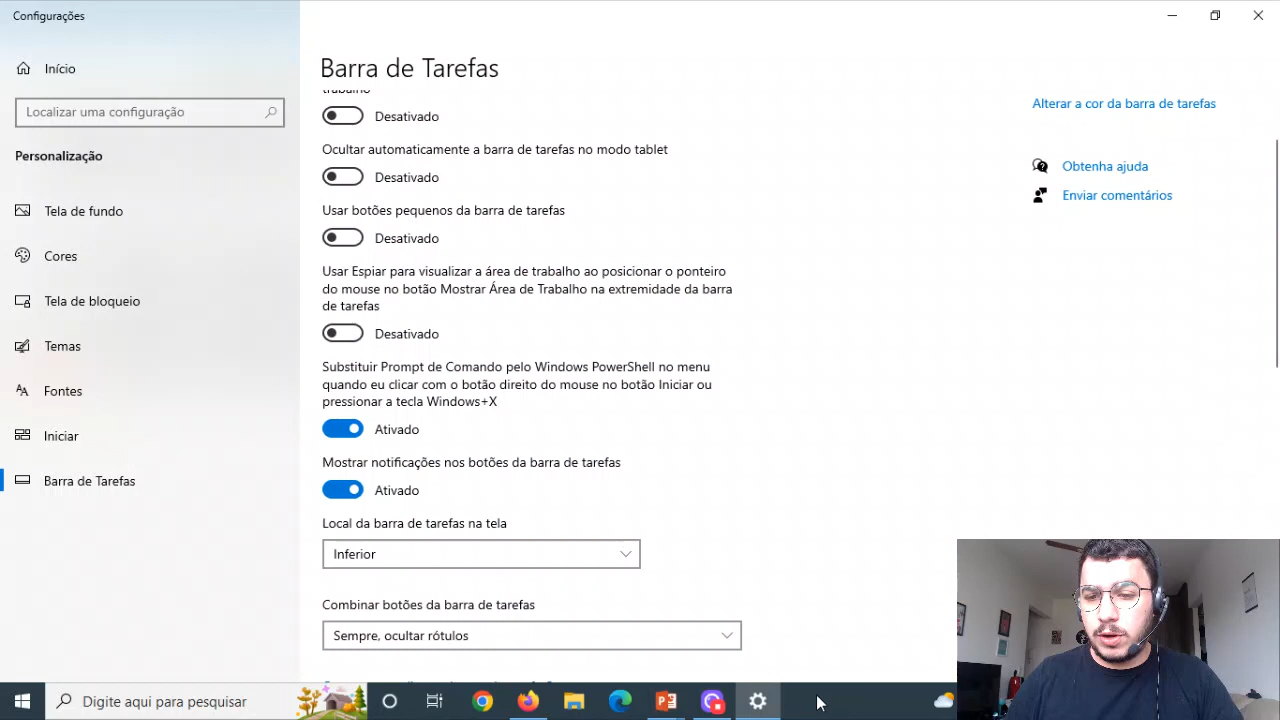 Configurações
Início
Localizar uma configuração
Personalização
Tela de fundo
Cores
Tela de bloqueio
Temas
Fontes
Iniciar
Barra de Tarefas
Barra de Tarefas
trabalho
Desativado
Ocultar automaticamente a barra de tarefas no modo tablet
Desativado
Usar botões pequenos da barra de tarefas
Desativado
Usar Espiar para visualizar a área de trabalho ao posicionar o ponteiro
do mouse no botão Mostrar Área de Trabalho na extremidade da barra
de tarefas
Desativado
Substituir Prompt de Comando pelo Windows PowerShell no menu
quando eu clicar com o botão direito do mouse no botão Iniciar ou
pressionar a tecla Windows+X
Ativado
Mostrar notificações nos botões da barra de tarefas
Ativado
Local da barra de tarefas na tela
Inferior
Combinar botões da barra de tarefas
Sempre, ocultar rótulos
Alterar a cor da barra de tarefas
Obtenha ajuda
Enviar comentários
Digite aqui para pesquisar